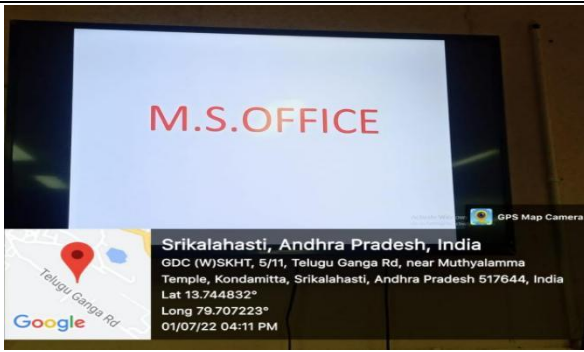 M.S.OFFICE
GPS Map Camera
Srikalahasti, Andhra Pradesh, India
GDC (W)SKHT, 5/11, Telugu Ganga Rd, near Muthyalamma
Temple, Kondamitta, Srikalahasti, Andhra Pradesh 517644, India
Lat 13.744832°
Long 79.707223°
01/07/22 04:11 PM
Telugu Ganga Rd
Google